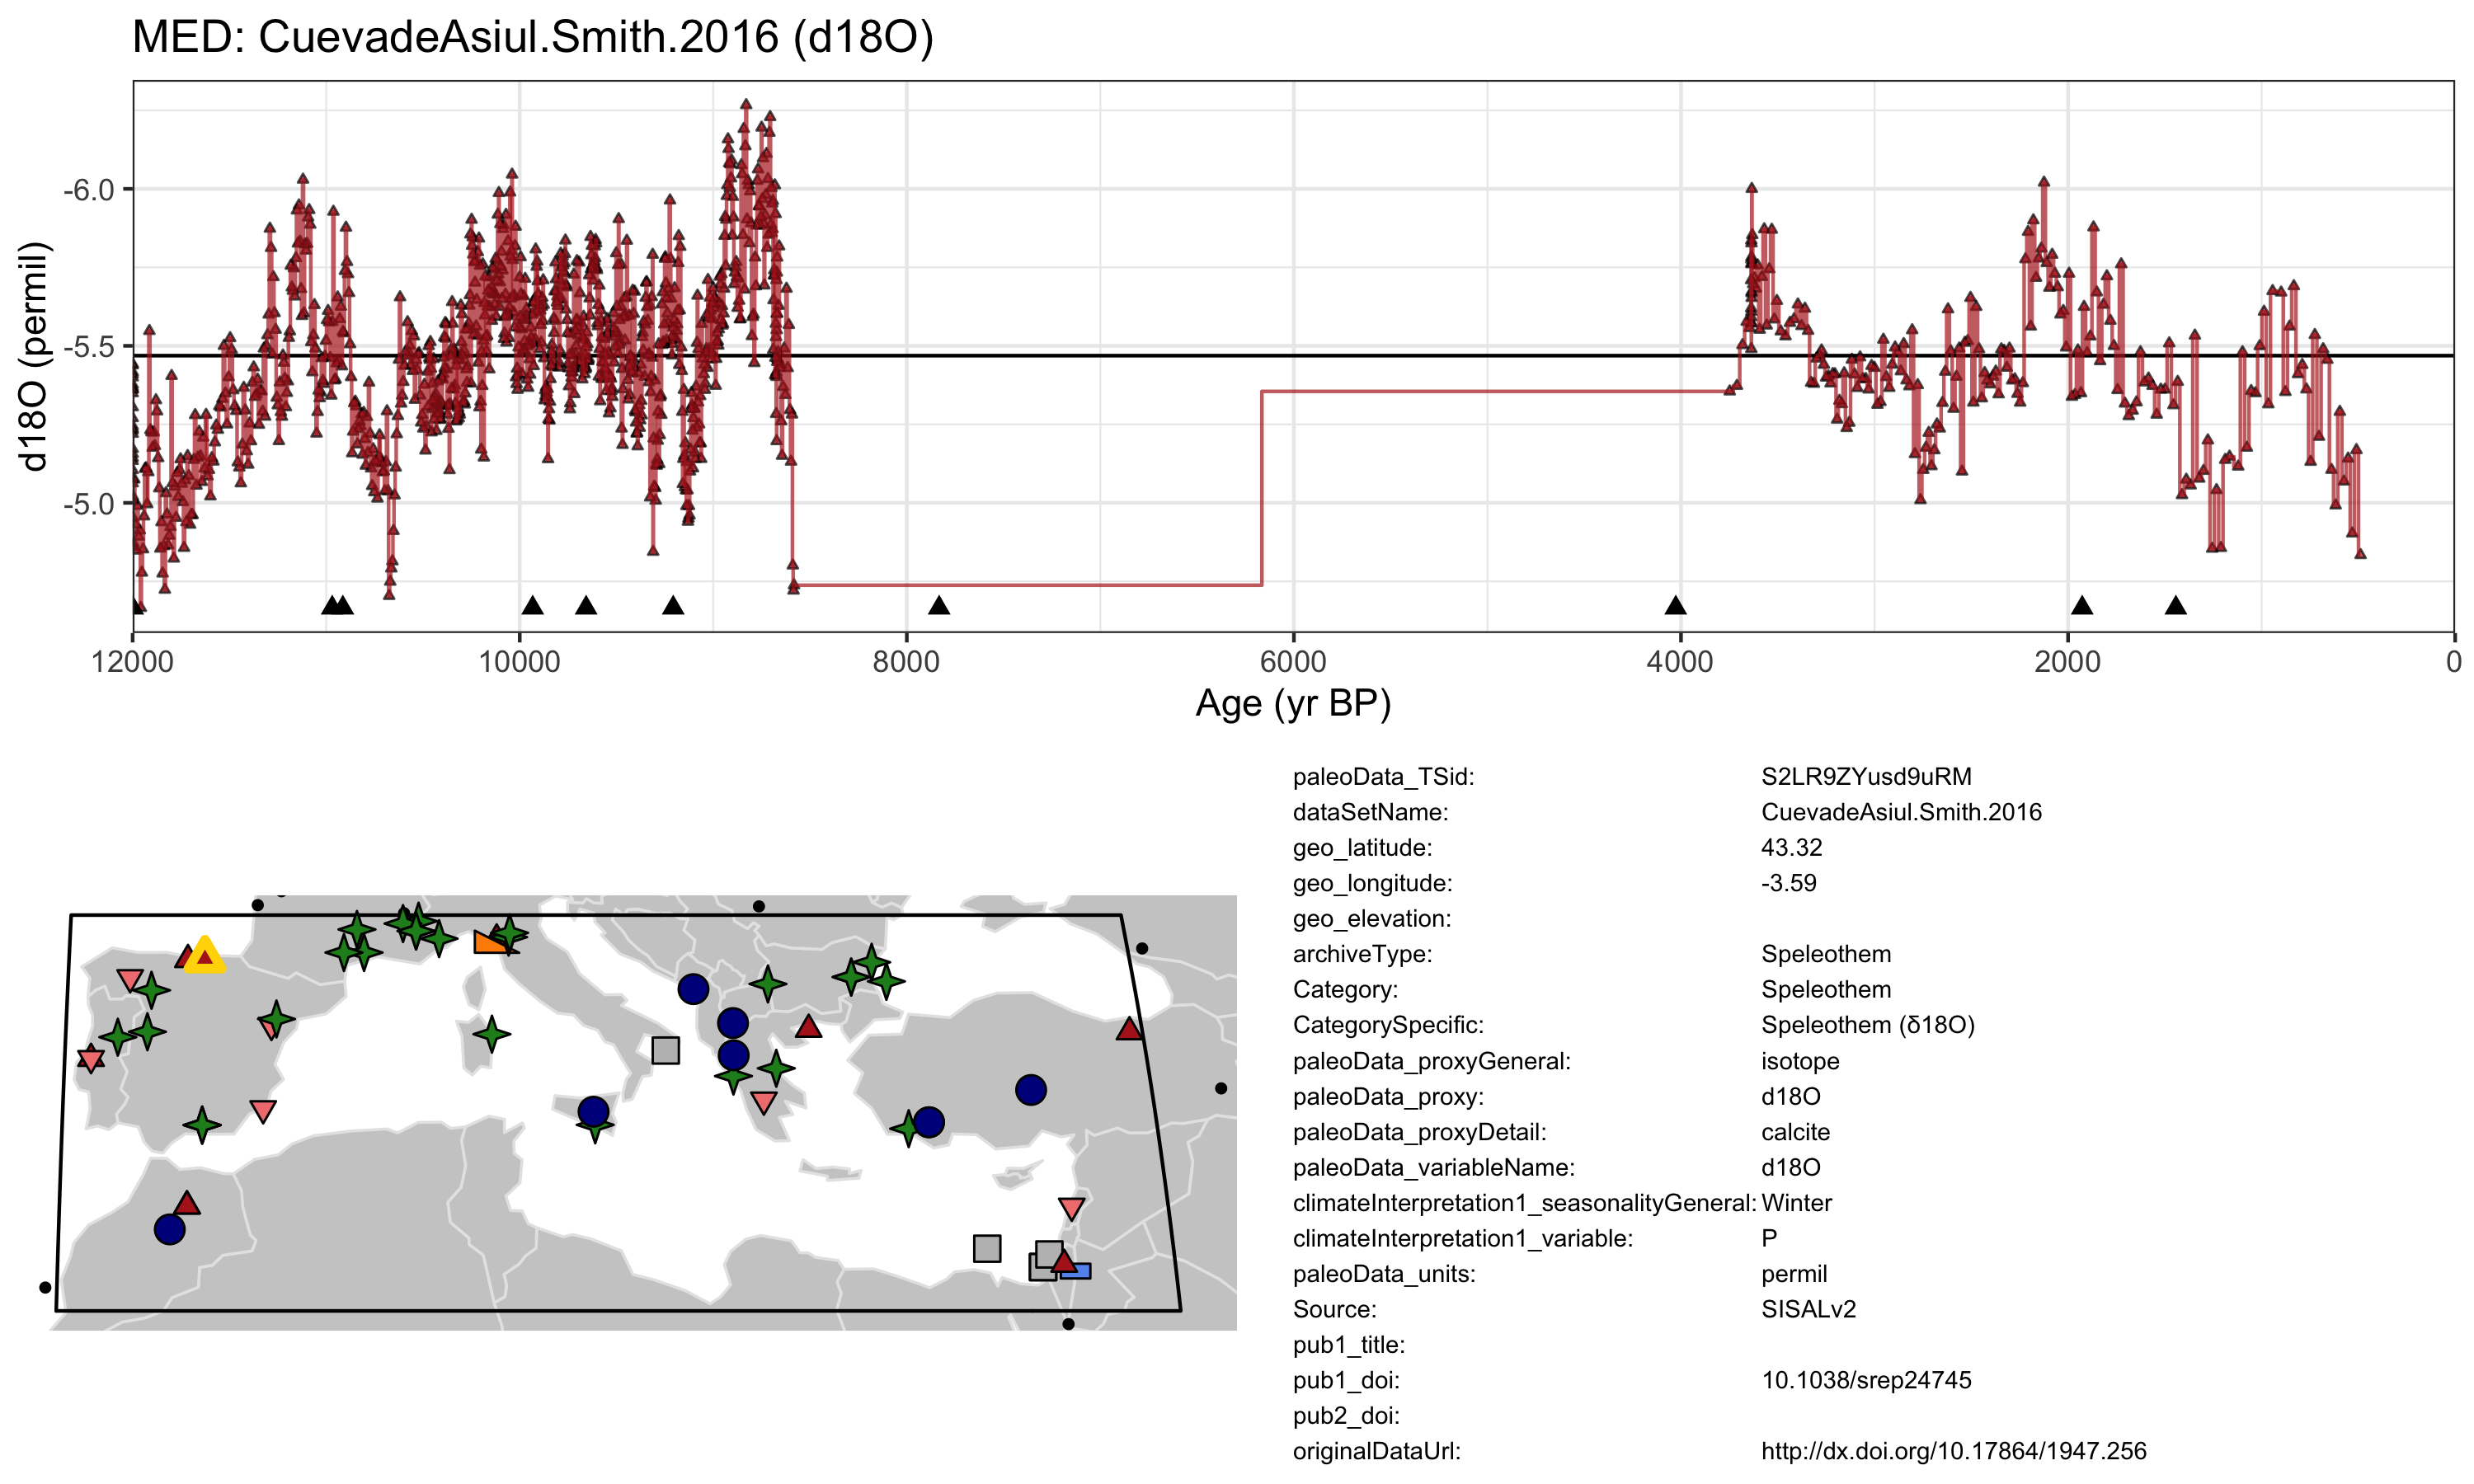 MED: CuevadeAsiul.Smith.2016 (d18O)
d18O (permil)
-6.0
-5.5
-5.0
12000 10000 8000 6000 4000 2000 0
Age (yr BP)
paleoData_TSid: S2LR9ZYusd9uRM
dataSetName: CuevadeAsiul.Smith.2016
geo_latitude: 43.32
geo_longitude: -3.59
geo_elevation:
archiveType: Speleothem
Category: Speleothem
CategorySpecific: Speleothem (δ18O)
paleoData_proxyGeneral: isotope
paleoData_proxy: d18O
paleoData_proxyDetail: calcite
paleoData_variableName: d18O
climateInterpretation1_seasonalityGeneral: Winter
climateInterpretation1_variable: P
paleoData_units: permil
Source: SISALv2
pub1_title:
pub1_doi: 10.1038/srep24745
pub2_doi:
originalDataUrl: http://dx.doi.org/10.17864/1947.256